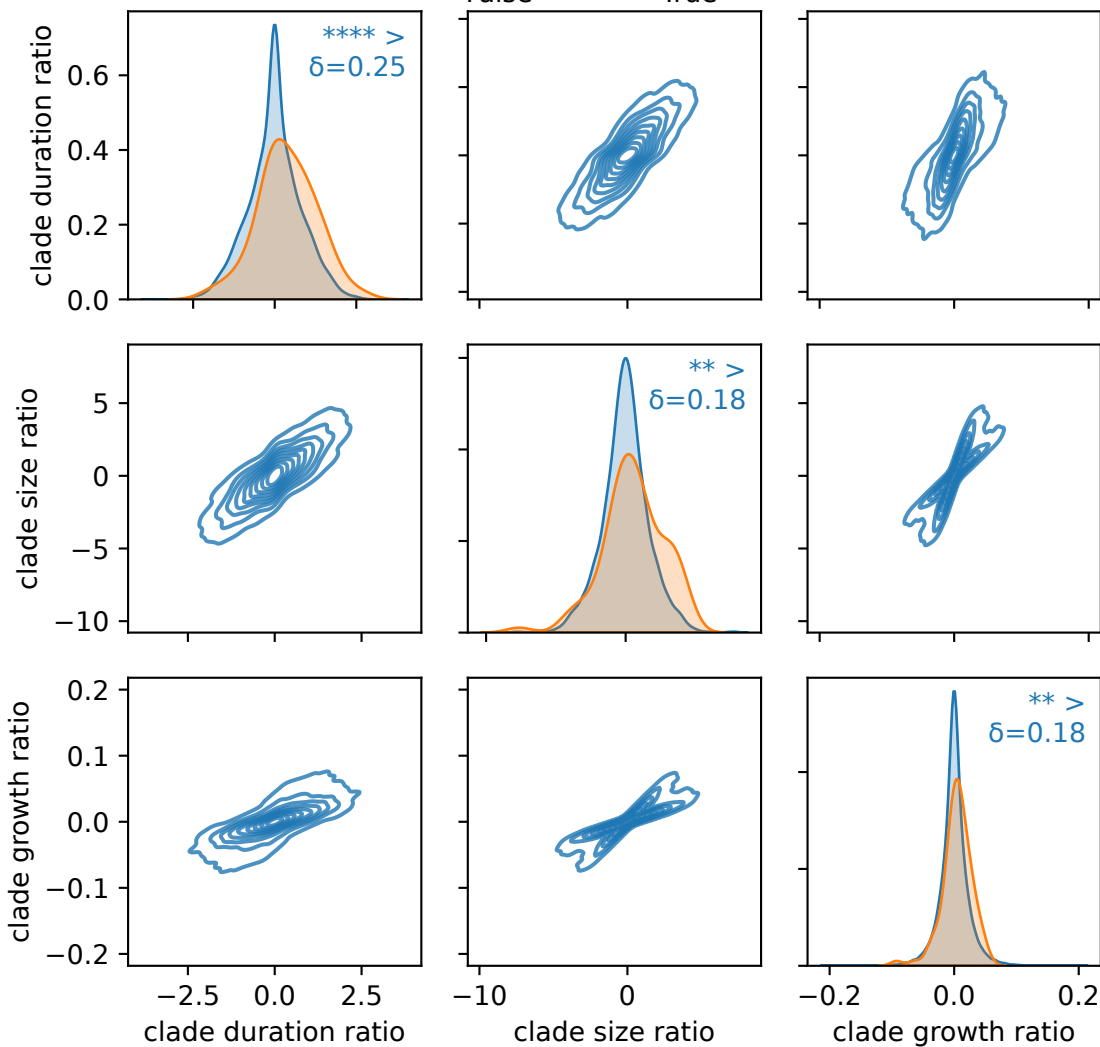 True
clade duration ratio
0.6
0.4
0.2
0.0
**** >
δ=0.25
clade size ratio
5
0
−5
−10
** >
δ=0.18
clade growth ratio
0.2
0.1
0.0
−0.1
−0.2
** >
δ=0.18
−2.5 0.0 2.5
−10 0
−0.2 0.0 0.2
clade duration ratio
clade size ratio
clade growth ratio